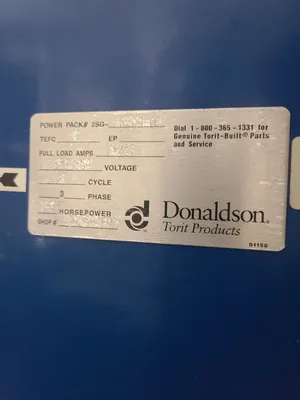 POWER PACK# 2SG-
TEFC EP
FULL LOAD AMPS
VOLTAGE
CYCLE
3 PHASE
HORSEPOWER
SHOP #
Dial 1-800-365-1331 for
Genuine Torit-Built® Parts
and Service
Donaldson®
Torit Products
01150